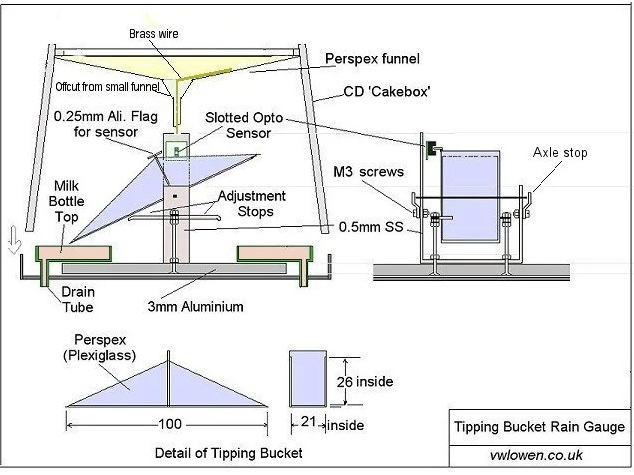 Brass wire
Perspex funnel
Offcut from small funnel
CD 'Cakebox'
0.25mm Ali. Flag
for sensor
Slotted Opto
Sensor
Axle stop
M3 screws
Milk
Bottle
Top
Adjustment
Stops
0.5mm SS
Drain
Tube
3mm Aluminium
Perspex
(Plexiglass)
26 inside
100
21 inside
Detail of Tipping Bucket
Tipping Bucket Rain Gauge
vwlowen.co.uk